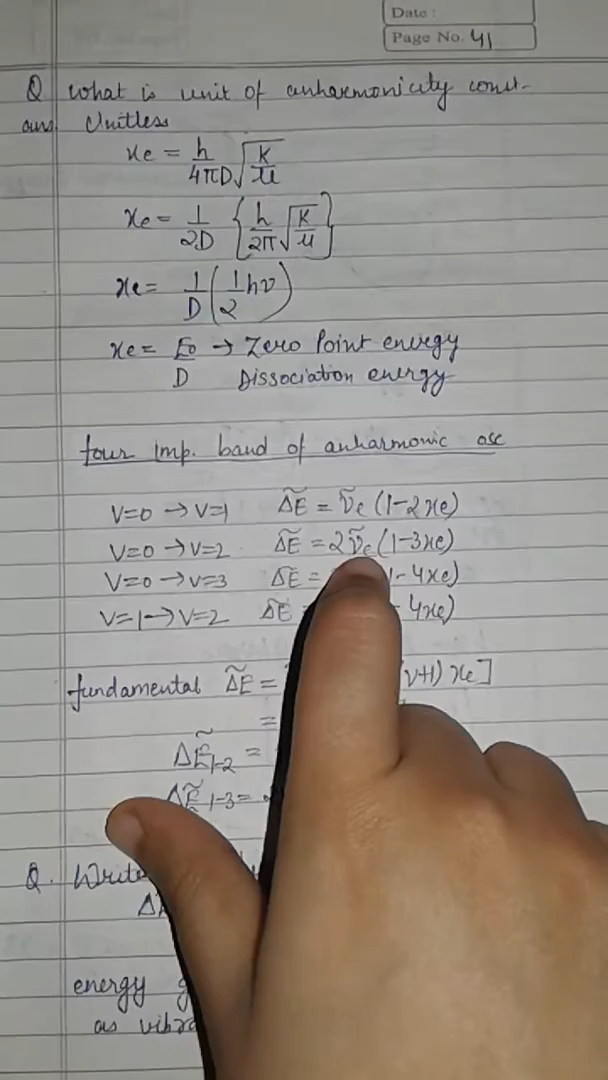 Date :
Page No. 41
Q what is unit of anharmonicity const-
ans. Unitless
xe = h/4πD √K/μ
xe = 1/2D {h/2π √K/μ}
xe = 1/D (1/2 hν)
xe = E0/D → Zero Point energy
Dissociation energy
four imp. band of anharmonic osc
V=0 → V=1 ΔẼ = ν̃e (1-2xe)
V=0 → V=2 ΔẼ = 2ν̃e (1-3xe)
V=0 → V=3 ΔẼ = 1-4xe)
V=1 → V=2 ΔẼ 4xe)
fundamental ΔẼ = (V+1) xe]
=
ΔẼ1-2 =
ΔẼ1-3 =
Q. Write
energy
as